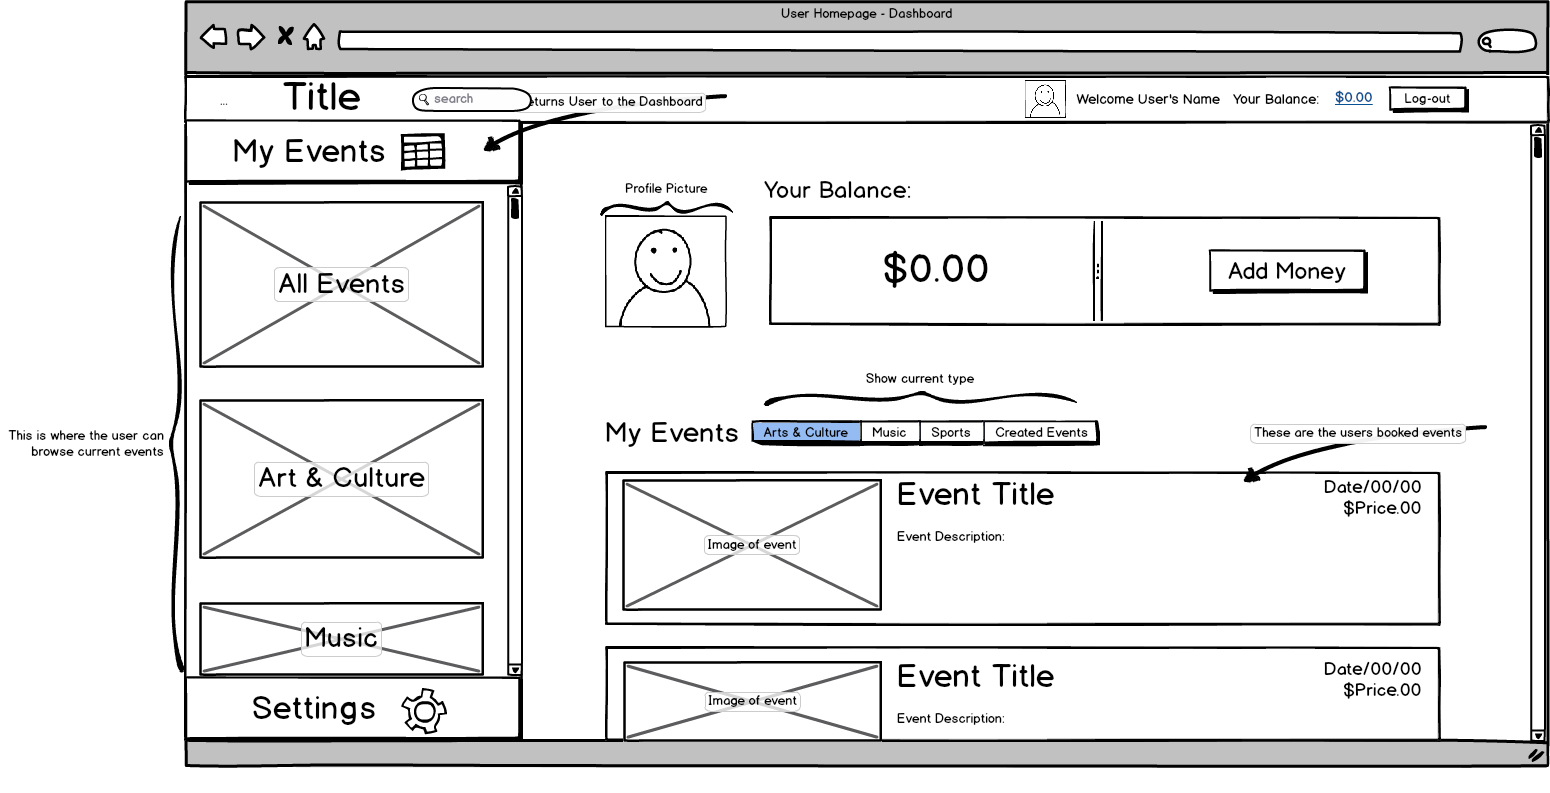 User Homepage - Dashboard
...
Title
search
eturns User to the Dashboard
Welcome User's Name
Your Balance:
$0.00
Log-out
My Events
All Events
Art & Culture
Music
Settings
This is where the user can
browse current events
Profile Picture
Your Balance:
$0.00
Add Money
Show current type
My Events
Arts & Culture
Music
Sports
Created Events
These are the users booked events
Image of event
Event Title
Event Description:
Date/00/00
$Price.00
Image of event
Event Title
Event Description:
Date/00/00
$Price.00